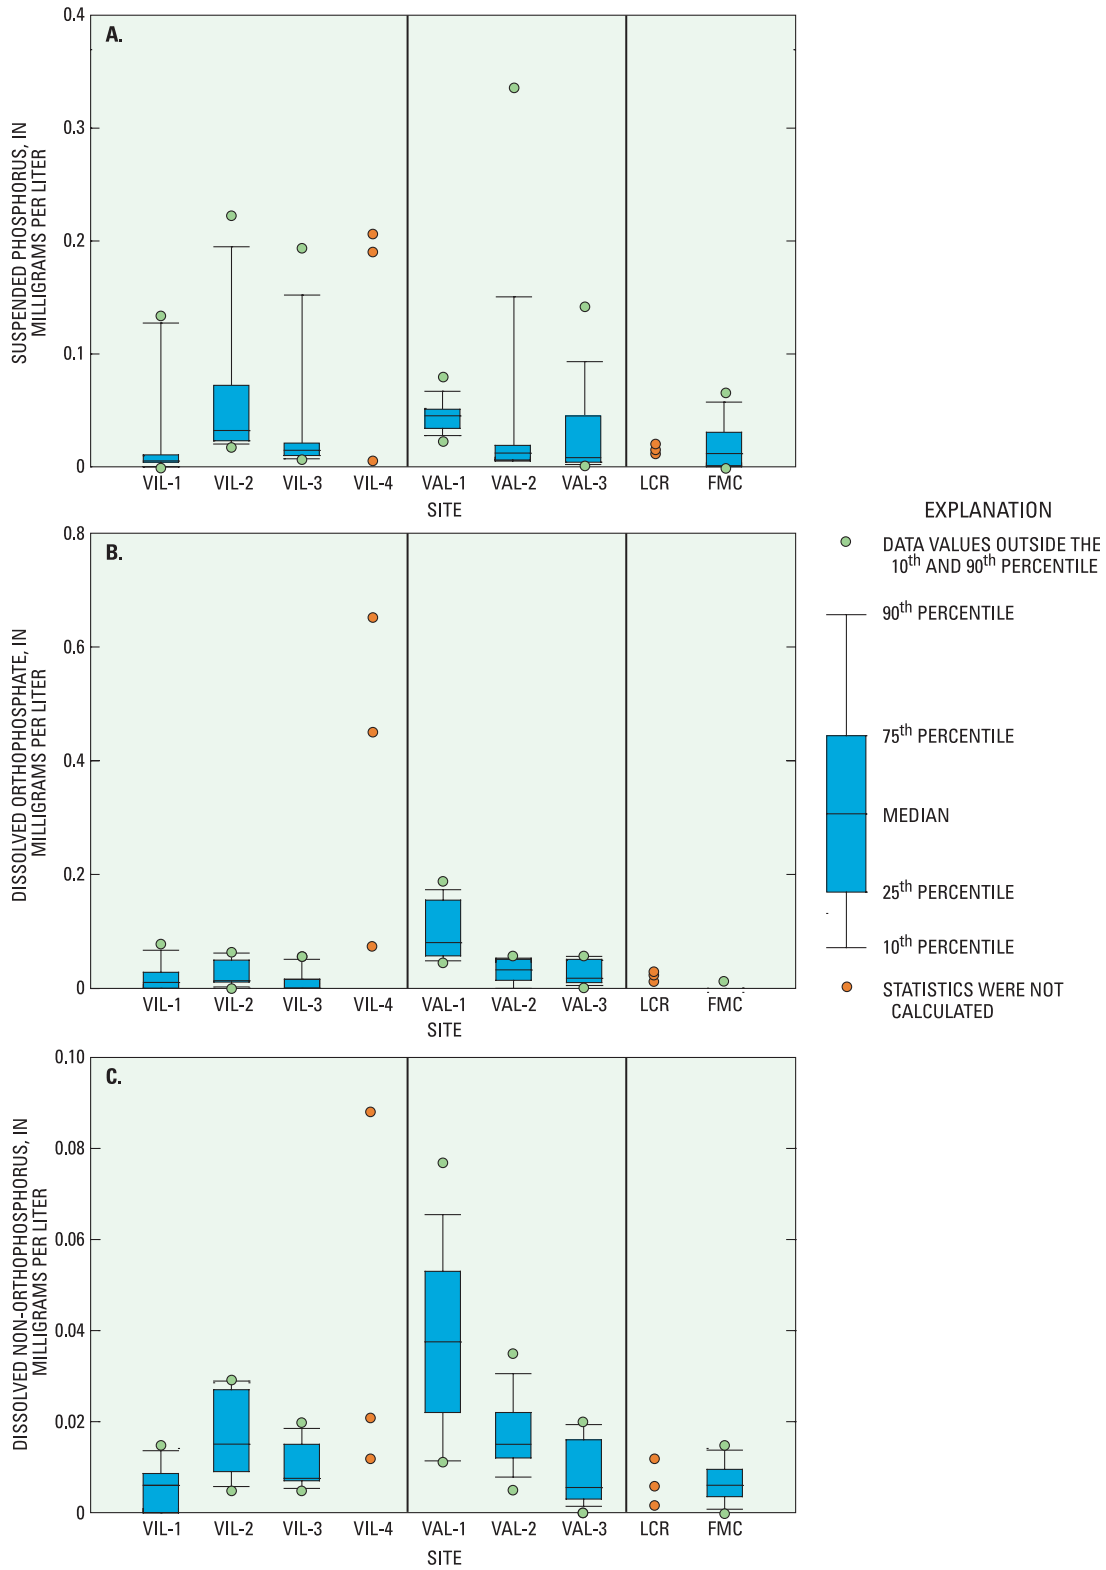 A.
0.4
0.3
0.2
0.1
0
SUSPENDED PHOSPHORUS, IN
MILLIGRAMS PER LITER
VIL-1 VIL-2 VIL-3 VIL-4 VAL-1 VAL-2 VAL-3 LCR FMC
SITE
B.
0.8
0.6
0.4
0.2
0
DISSOLVED ORTHOPHOSPHATE, IN
MILLIGRAMS PER LITER
VIL-1 VIL-2 VIL-3 VIL-4 VAL-1 VAL-2 VAL-3 LCR FMC
SITE
C.
0.10
0.08
0.06
0.04
0.02
0
DISSOLVED NON-ORTHOPHOSPHORUS, IN
MILLIGRAMS PER LITER
VIL-1 VIL-2 VIL-3 VIL-4 VAL-1 VAL-2 VAL-3 LCR FMC
SITE
EXPLANATION
DATA VALUES OUTSIDE THE
10th AND 90th PERCENTILE
90th PERCENTILE
75th PERCENTILE
MEDIAN
25th PERCENTILE
10th PERCENTILE
STATISTICS WERE NOT
CALCULATED